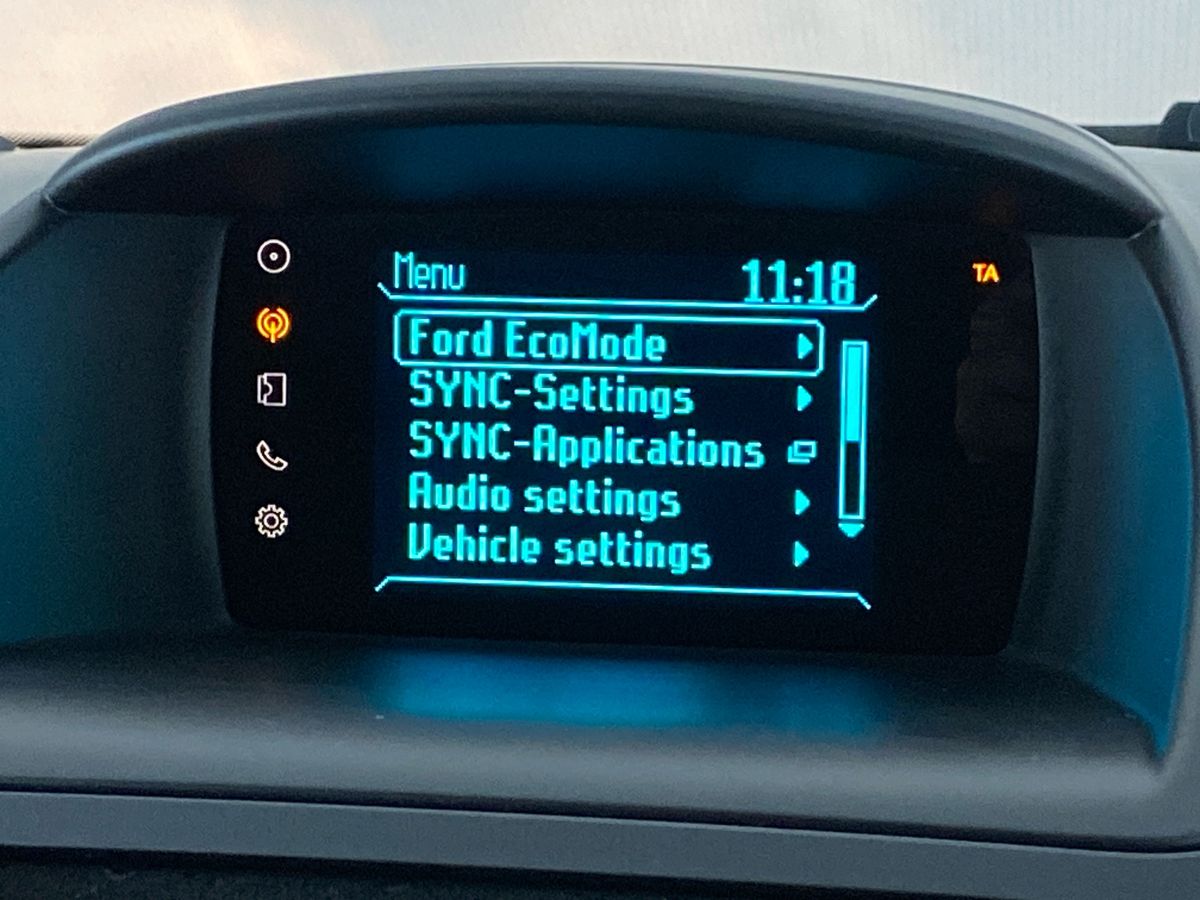 Menu 11:18
TA
Ford EcoMode
SYNC-Settings
SYNC-Applications
Audio settings
Vehicle settings